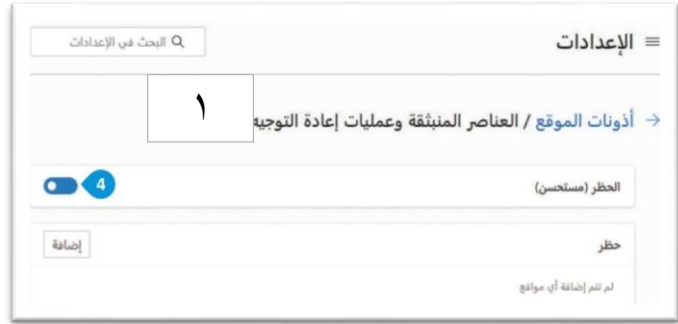 الإعدادات
البحث في الإعدادات
١
أذونات الموقع / العناصر المنبثقة وعمليات إعادة التوجيه
الحظر (مستحسن)
4
حظر
إضافة
لم تتم إضافة أي مواقع